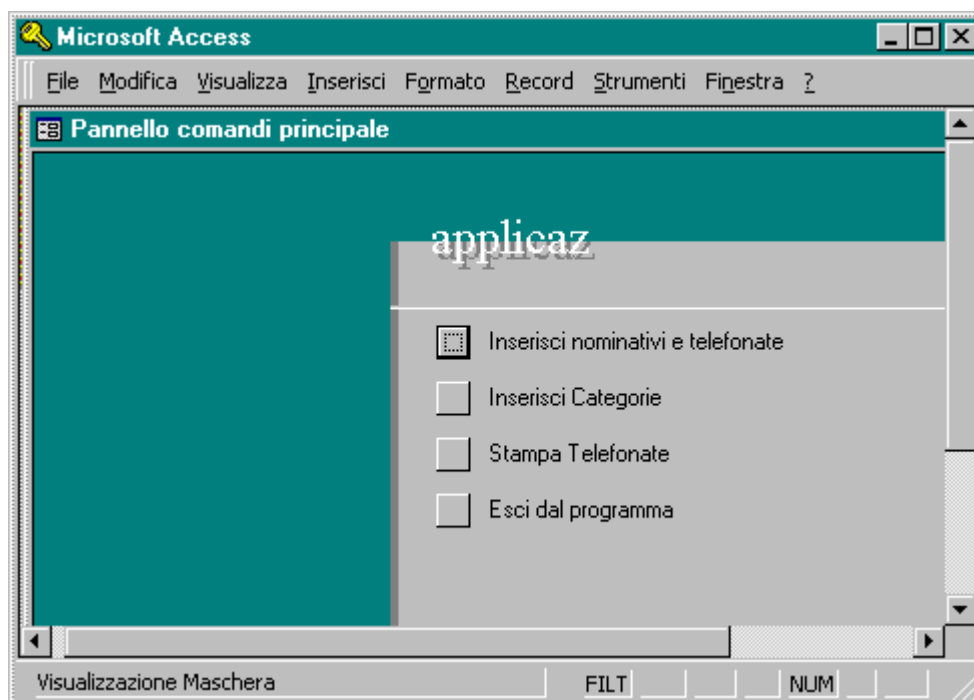 Microsoft Access
File Modifica Visualizza Inserisci Formato Record Strumenti Finestra ?
Pannello comandi principale
applicaz
Inserisci nominativi e telefonate
Inserisci Categorie
Stampa Telefonate
Esci dal programma
Visualizzazione Maschera FILT NUM